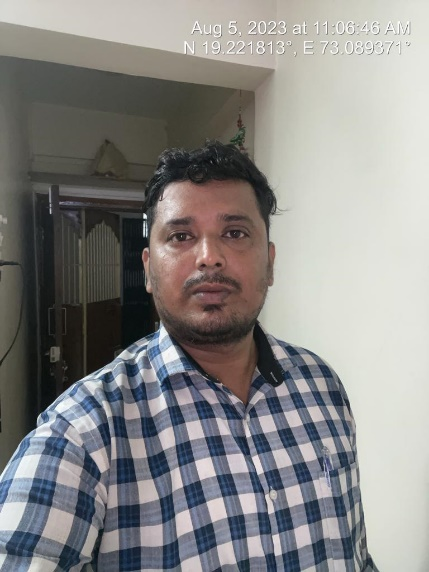 Aug 5, 2023 at 11:06:46 AM
N 19.221813°, E 73.089371°